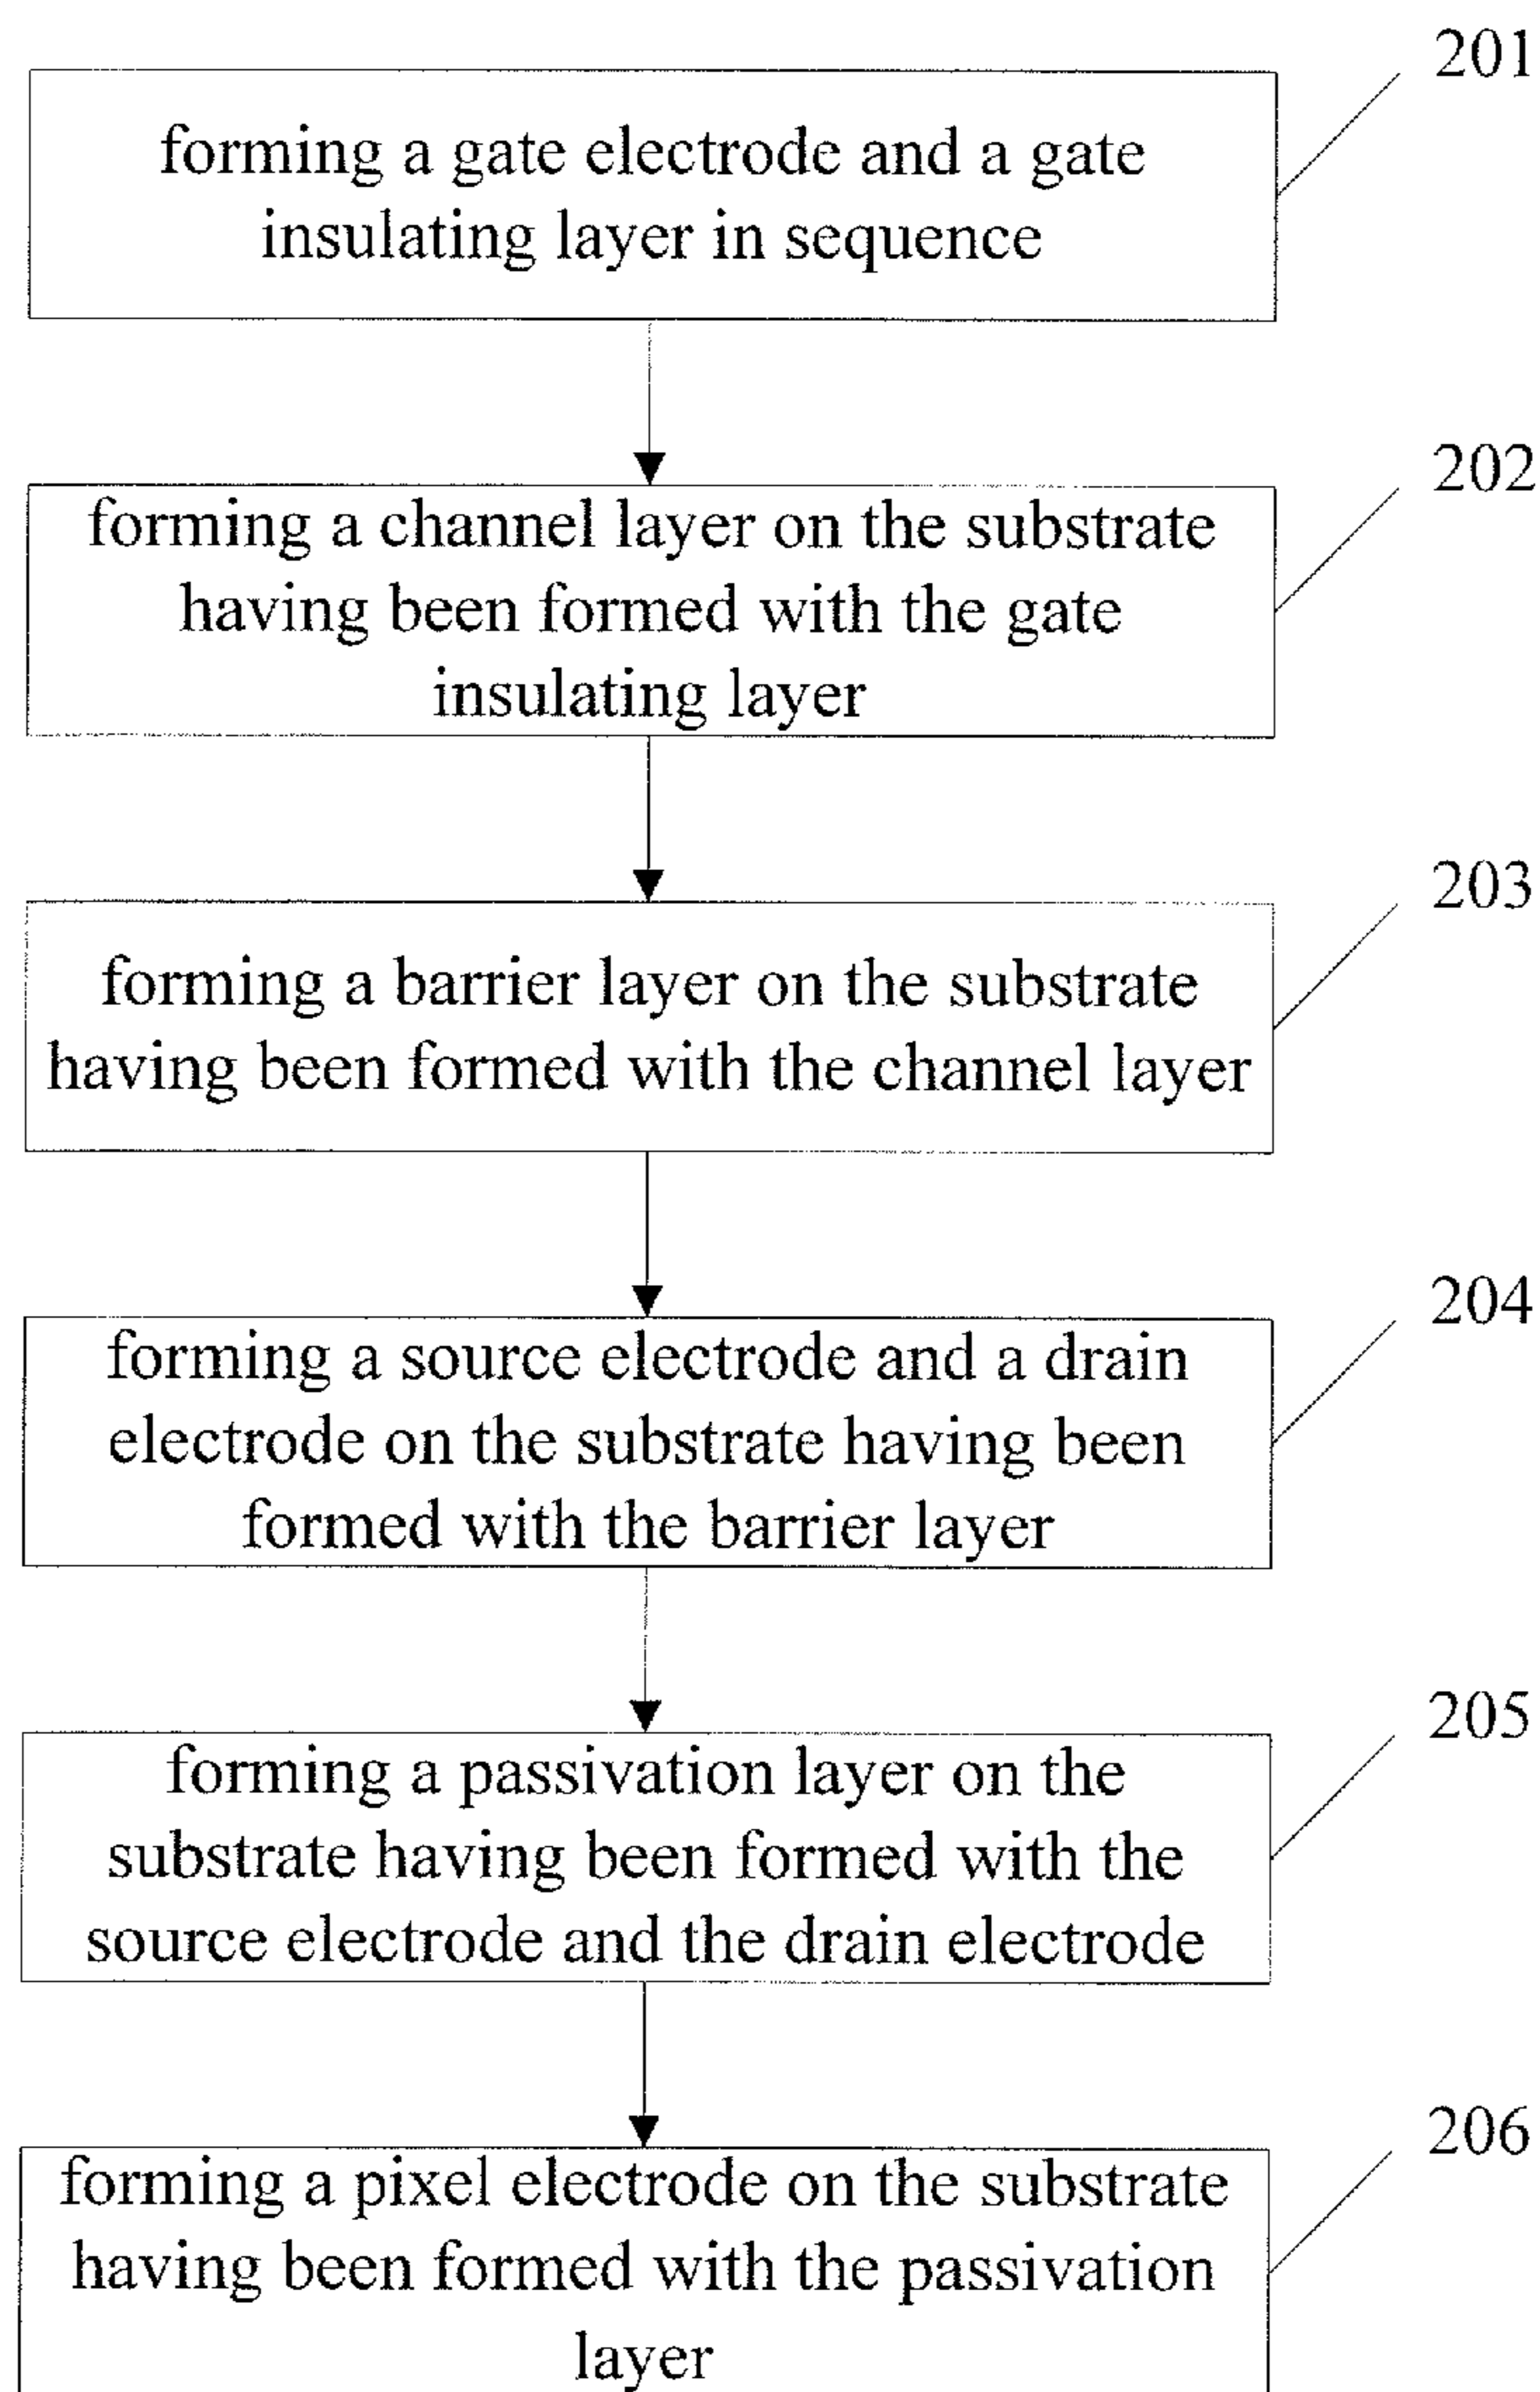 201
forming a gate electrode and a gate
insulating layer in sequence
202
forming a channel layer on the substrate
having been formed with the gate
insulating layer
203
forming a barrier layer on the substrate
having been formed with the channel layer
204
forming a source electrode and a drain
electrode on the substrate having been
formed with the barrier layer
205
forming a passivation layer on the
substrate having been formed with the
source electrode and the drain electrode
206
forming a pixel electrode on the substrate
having been formed with the passivation
layer